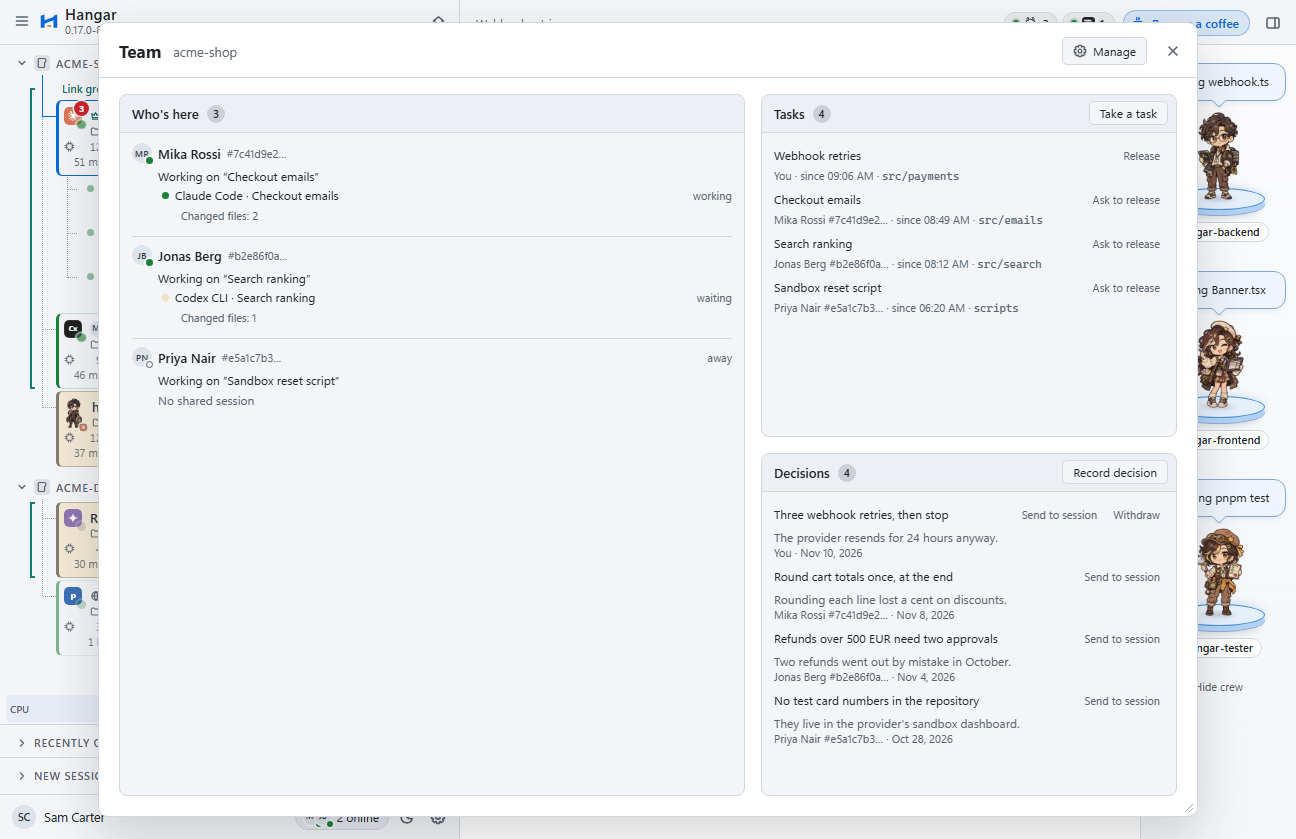 Hangar
0.17.0-
a coffee
Team acme-shop
Manage
ACME-S
Link gr
3
12
51 m
Cx
46 m
37 m
ACME-D
30 m
P
CPU
RECENTLY
NEW SESSIO
SC Sam Carter
2 online
Who's here 3
MR Mika Rossi #7c41d9e2...
Working on “Checkout emails”
Claude Code · Checkout emails working
Changed files: 2
JB Jonas Berg #b2e86f0a...
Working on “Search ranking”
Codex CLI · Search ranking waiting
Changed files: 1
PN Priya Nair #e5a1c7b3... away
Working on “Sandbox reset script”
No shared session
Tasks 4 Take a task
Webhook retries Release
You · since 09:06 AM · src/payments
Checkout emails Ask to release
Mika Rossi #7c41d9e2... · since 08:49 AM · src/emails
Search ranking Ask to release
Jonas Berg #b2e86f0a... · since 08:12 AM · src/search
Sandbox reset script Ask to release
Priya Nair #e5a1c7b3... · since 06:20 AM · scripts
Decisions 4 Record decision
Three webhook retries, then stop Send to session Withdraw
The provider resends for 24 hours anyway.
You · Nov 10, 2026
Round cart totals once, at the end Send to session
Rounding each line lost a cent on discounts.
Mika Rossi #7c41d9e2... · Nov 8, 2026
Refunds over 500 EUR need two approvals Send to session
Two refunds went out by mistake in October.
Jonas Berg #b2e86f0a... · Nov 4, 2026
No test card numbers in the repository Send to session
They live in the provider's sandbox dashboard.
Priya Nair #e5a1c7b3... · Oct 28, 2026
g webhook.ts
gar-backend
ng Banner.tsx
gar-frontend
ng pnpm test
ngar-tester
Hide crew